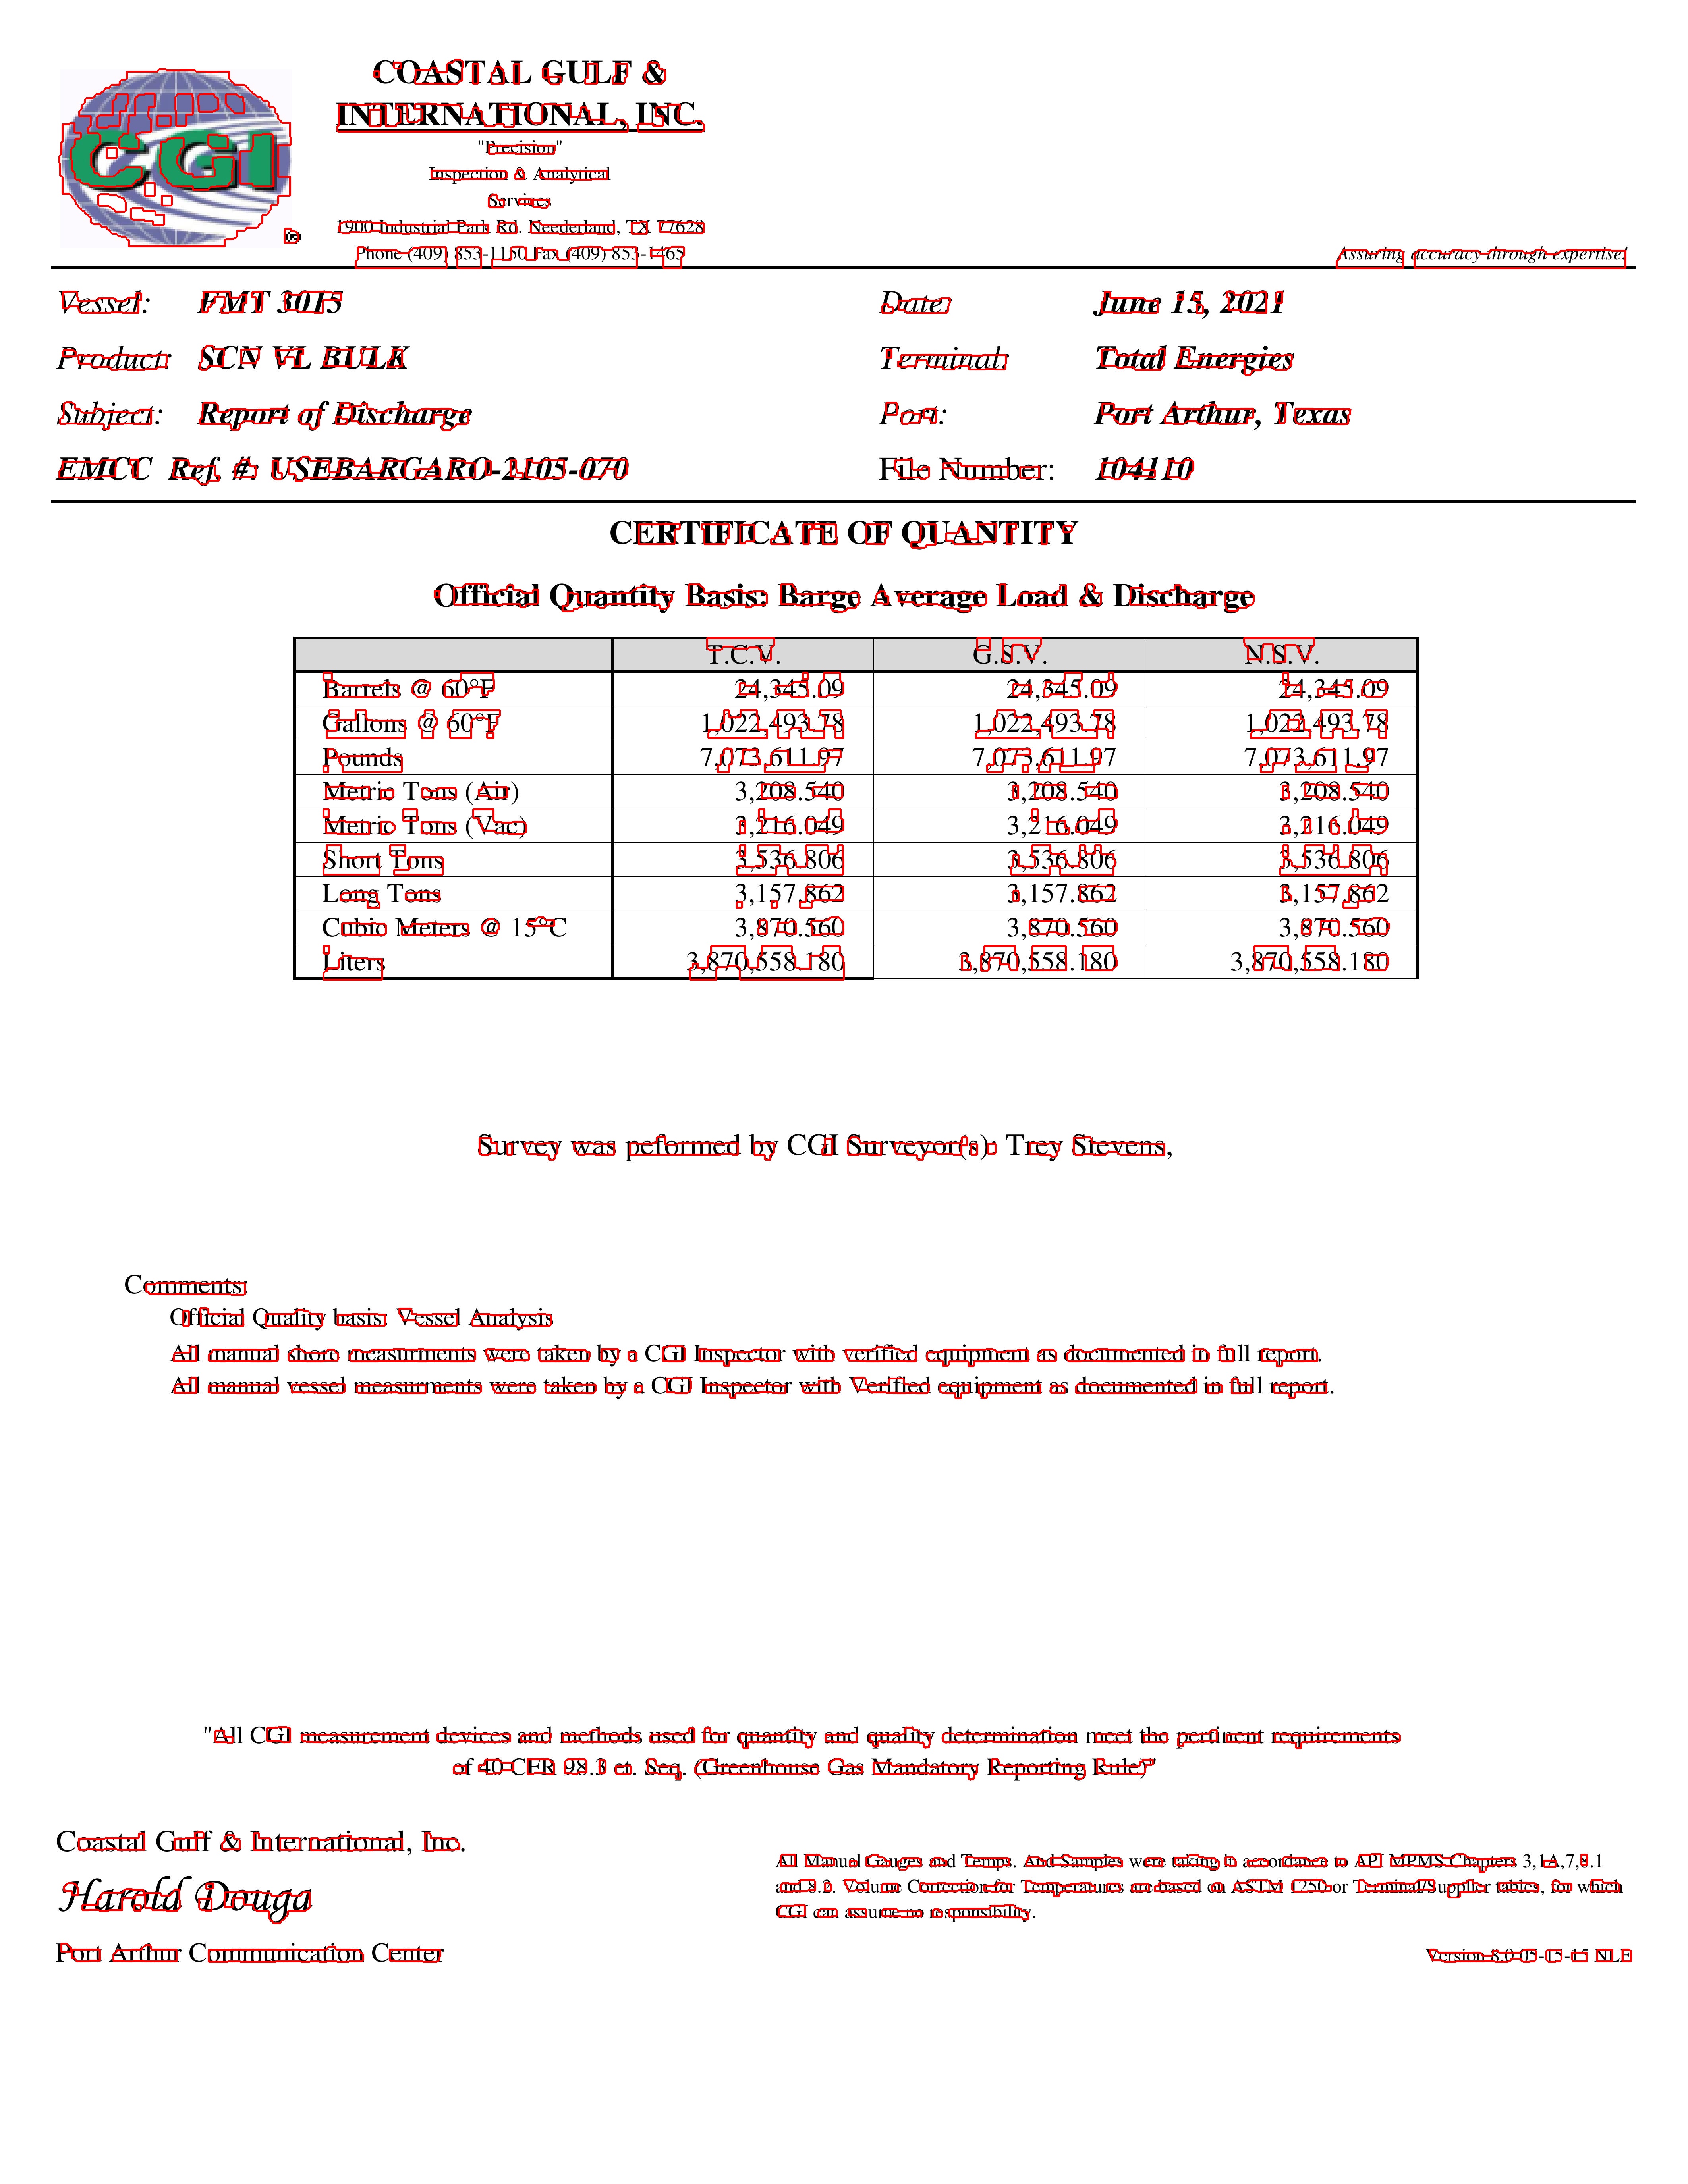 COASTAL GULF &
INTERNATIONAL, INC.
"Precision"
Inspection & Analytical
Services
1900 Industrial Park Rd. Neederland, TX 77628
Phone (409) 853-1150 Fax (409) 853-1465
CGI
Assuring accuracy through expertise!
Vessel: FMT 3015 Date: June 15, 2021
Product: SCN VL BULK Terminal: Total Energies
Subject: Report of Discharge Port: Port Arthur, Texas
EMCC Ref. #: USEBARGARO-2105-070 File Number: 104110
CERTIFICATE OF QUANTITY
Official Quantity Basis: Barge Average Load & Discharge
T.C.V. G.S.V. N.S.V.
Barrels @ 60°F 24,345.09 24,345.09 24,345.09
Gallons @ 60°F 1,022,493.78 1,022,493.78 1,022,493.78
Pounds 7,073,611.97 7,073,611.97 7,073,611.97
Metric Tons (Air) 3,208.540 3,208.540 3,208.540
Metric Tons (Vac) 3,216.049 3,216.049 3,216.049
Short Tons 3,536.806 3,536.806 3,536.806
Long Tons 3,157.862 3,157.862 3,157.862
Cubic Meters @ 15°C 3,870.560 3,870.560 3,870.560
Liters 3,870,558.180 3,870,558.180 3,870,558.180
Survey was peformed by CGI Surveyor(s): Trey Stevens,
Comments:
Official Quality basis: Vessel Analysis
All manual shore measurments were taken by a CGI Inspector with verified equipment as documented in full report.
All manual vessel measurments were taken by a CGI Inspector with Verified equipment as documented in full report.
"All CGI measurement devices and methods used for quantity and quality determination meet the pertinent requirements
of 40 CFR 98.3 et. Seq. (Greenhouse Gas Mandatory Reporting Rule)"
Coastal Gulf & International, Inc.
Harold Douga
Port Arthur Communication Center
All Manual Gauges and Temps. And Samples were taking in accordance to API MPMS Chapters 3,1A,7,8.1
and 8.2. Volume Correction for Temperatures are based on ASTM 1250 or Terminal/Supplier tables, for which
CGI can assume no responsibility.
Version 8.0 05-15-15 NLF